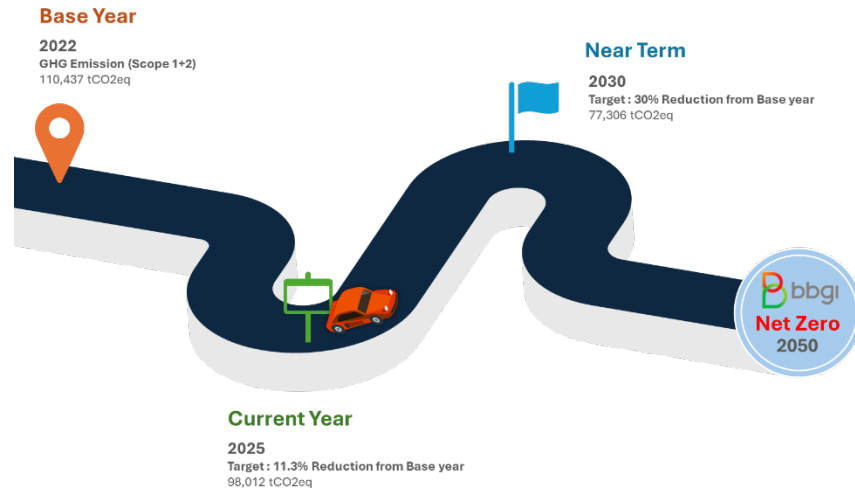 Base Year
2022
GHG Emission (Scope 1+2)
110,437 tCO2eq
Near Term
2030
Target : 30% Reduction from Base year
77,306 tCO2eq
bbgi
Net Zero
2050
Current Year
2025
Target : 11.3% Reduction from Base year
98,012 tCO2eq